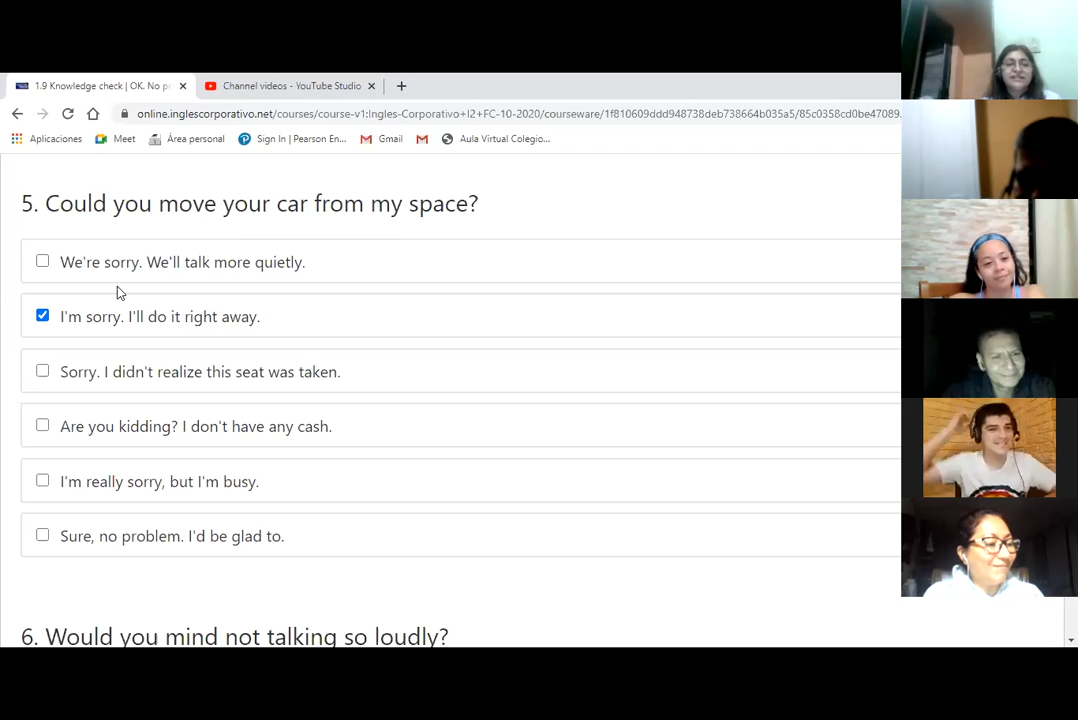 1.9 Knowledge check | OK. No p
Channel videos - YouTube Studio
online.inglescorporativo.net/courses/course-v1:Ingles-Corporativo+I2+FC-10-2020/courseware/1f810609ddd948738deb738664b035a5/85c0358cd0be47089.
Aplicaciones
Meet
Área personal
Sign In | Pearson En...
Gmail
Aula Virtual Colegio...
5. Could you move your car from my space?
We're sorry. We'll talk more quietly.
I'm sorry. I'll do it right away.
Sorry. I didn't realize this seat was taken.
Are you kidding? I don't have any cash.
I'm really sorry, but I'm busy.
Sure, no problem. I'd be glad to.
6. Would you mind not talking so loudly?